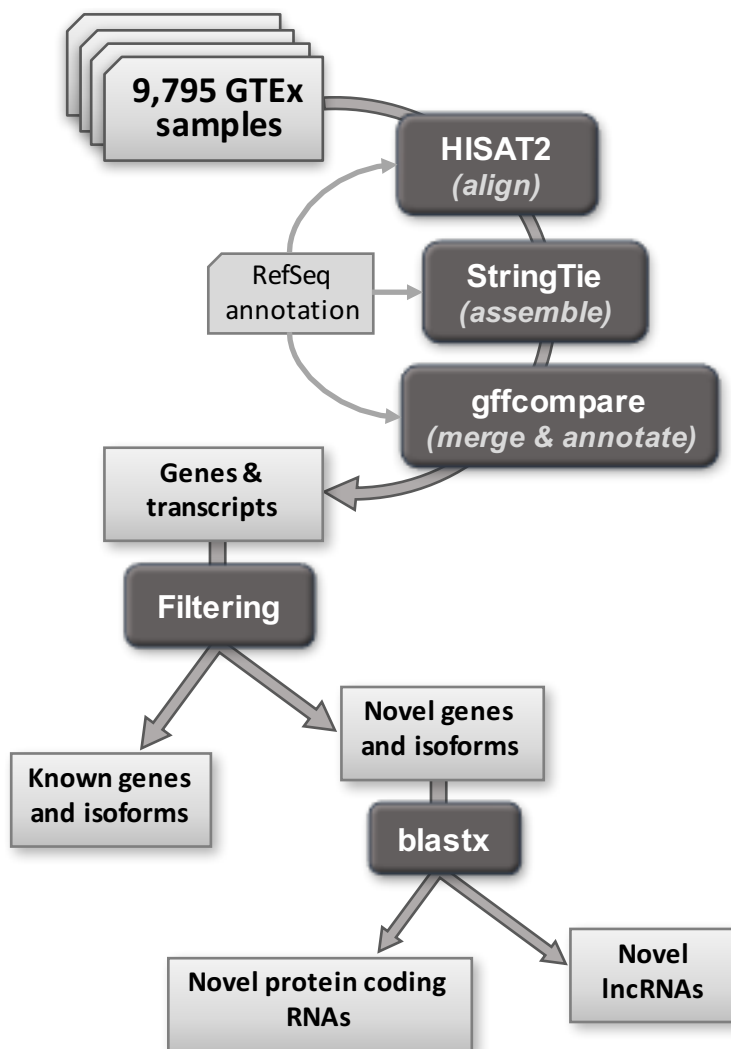 9,795 GTEx
samples
HISAT2
(align)
RefSeq
annotation
StringTie
(assemble)
gffcompare
(merge & annotate)
Genes &
transcripts
Filtering
Novel genes
and isoforms
Known genes
and isoforms
blastx
Novel protein coding
RNAs
Novel
lncRNAs